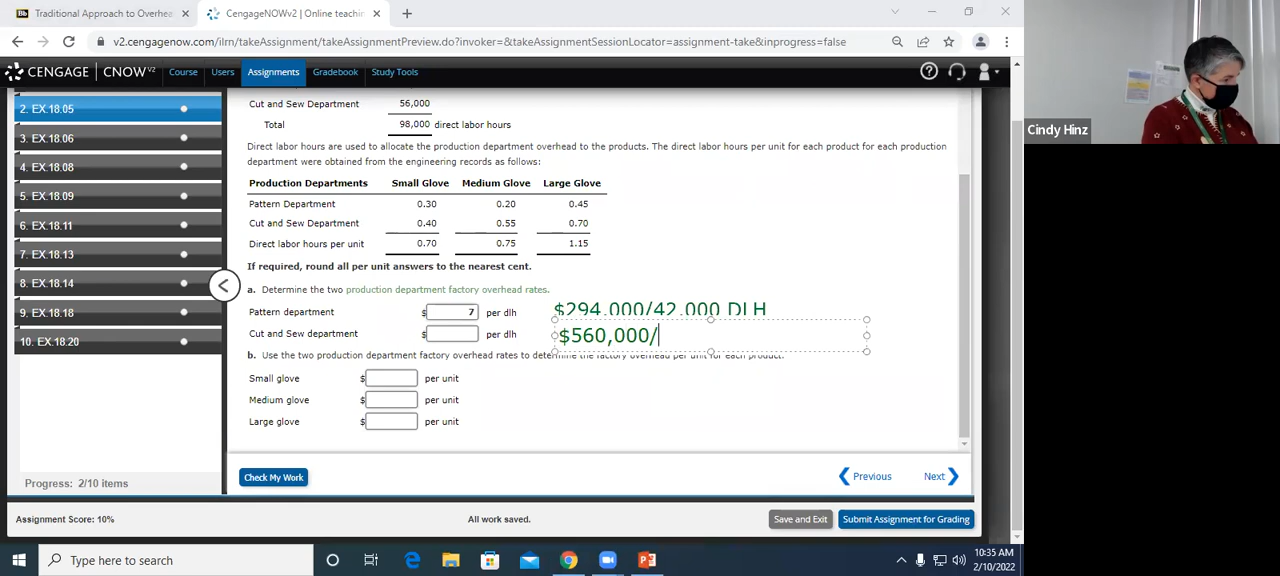 Bb Traditional Approach to Overhe × CengageNOWv2 | Online teachin × +
v2.cengagenow.com/ilrn/takeAssignment/takeAssignmentPreview.do?invoker=&takeAssignmentSessionLocator=assignment-take&inprogress=false
CENGAGE | CNOWv2 Course Users Assignments Gradebook Study Tools
2. EX.18.05
3. EX.18.06
4. EX.18.08
5. EX.18.09
6. EX.18.11
7. EX.18.13
8. EX.18.14
9. EX.18.18
10. EX.18.20
Progress: 2/10 items
Cut and Sew Department 56,000
Total 98,000 direct labor hours
Direct labor hours are used to allocate the production department overhead to the products. The direct labor hours per unit for each product for each production
department were obtained from the engineering records as follows:
Production Departments Small Glove Medium Glove Large Glove
Pattern Department 0.30 0.20 0.45
Cut and Sew Department 0.40 0.55 0.70
Direct labor hours per unit 0.70 0.75 1.15
If required, round all per unit answers to the nearest cent.
a. Determine the two production department factory overhead rates.
Pattern department $ 7 per dlh $294,000/42,000 DLH
Cut and Sew department $ per dlh $560,000/
b. Use the two production department factory overhead rates to determine the factory overhead per unit for each product.
Small glove $ per unit
Medium glove $ per unit
Large glove $ per unit
Check My Work Previous Next
Assignment Score: 10% All work saved. Save and Exit Submit Assignment for Grading
Type here to search
10:35 AM
2/10/2022
Cindy Hinz